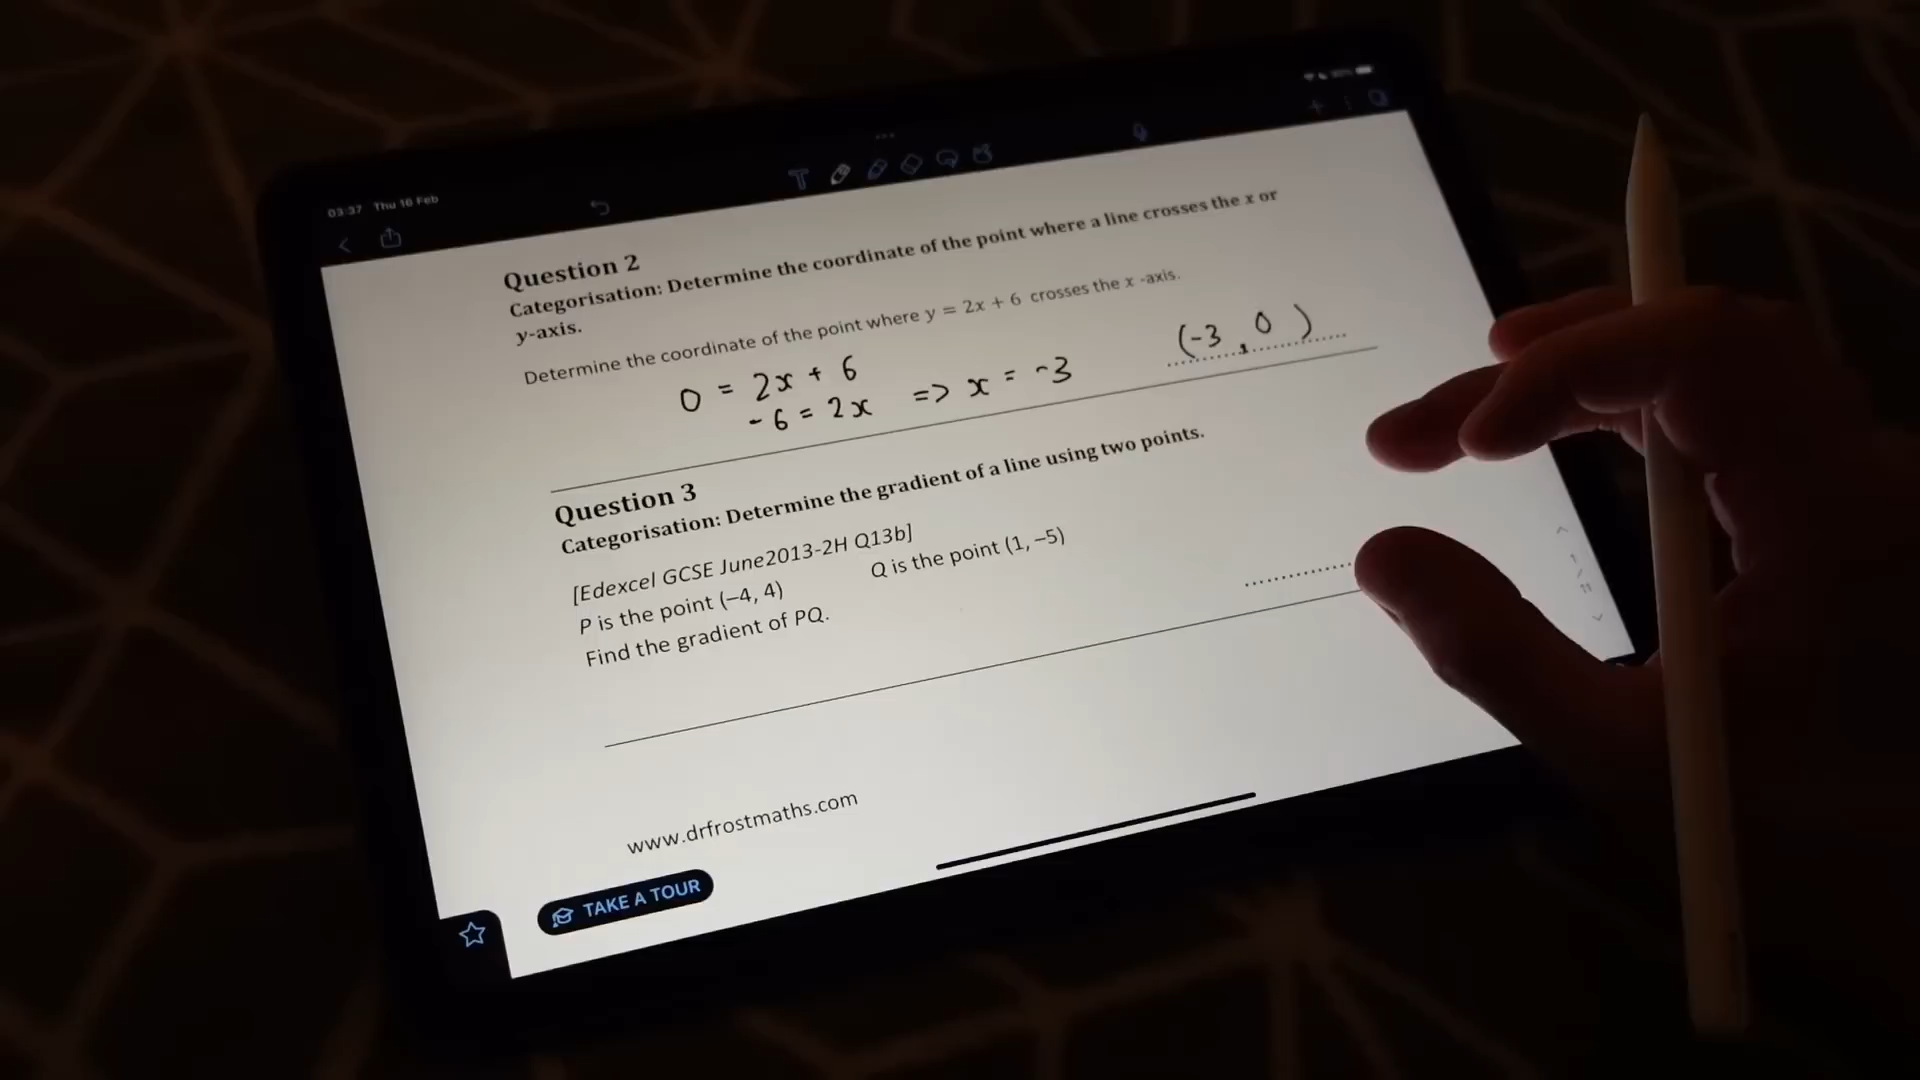 03:37 Thu 16 Feb
Question 2
Categorisation: Determine the coordinate of the point where a line crosses the x or
y-axis.
Determine the coordinate of the point where y = 2x + 6 crosses the x -axis.
0 = 2x + 6
-6 = 2x => x = -3
(-3, 0)
Question 3
Categorisation: Determine the gradient of a line using two points.
[Edexcel GCSE June2013-2H Q13b]
P is the point (–4, 4) Q is the point (1, –5)
Find the gradient of PQ.
..............
www.drfrostmaths.com
TAKE A TOUR
1
/
11